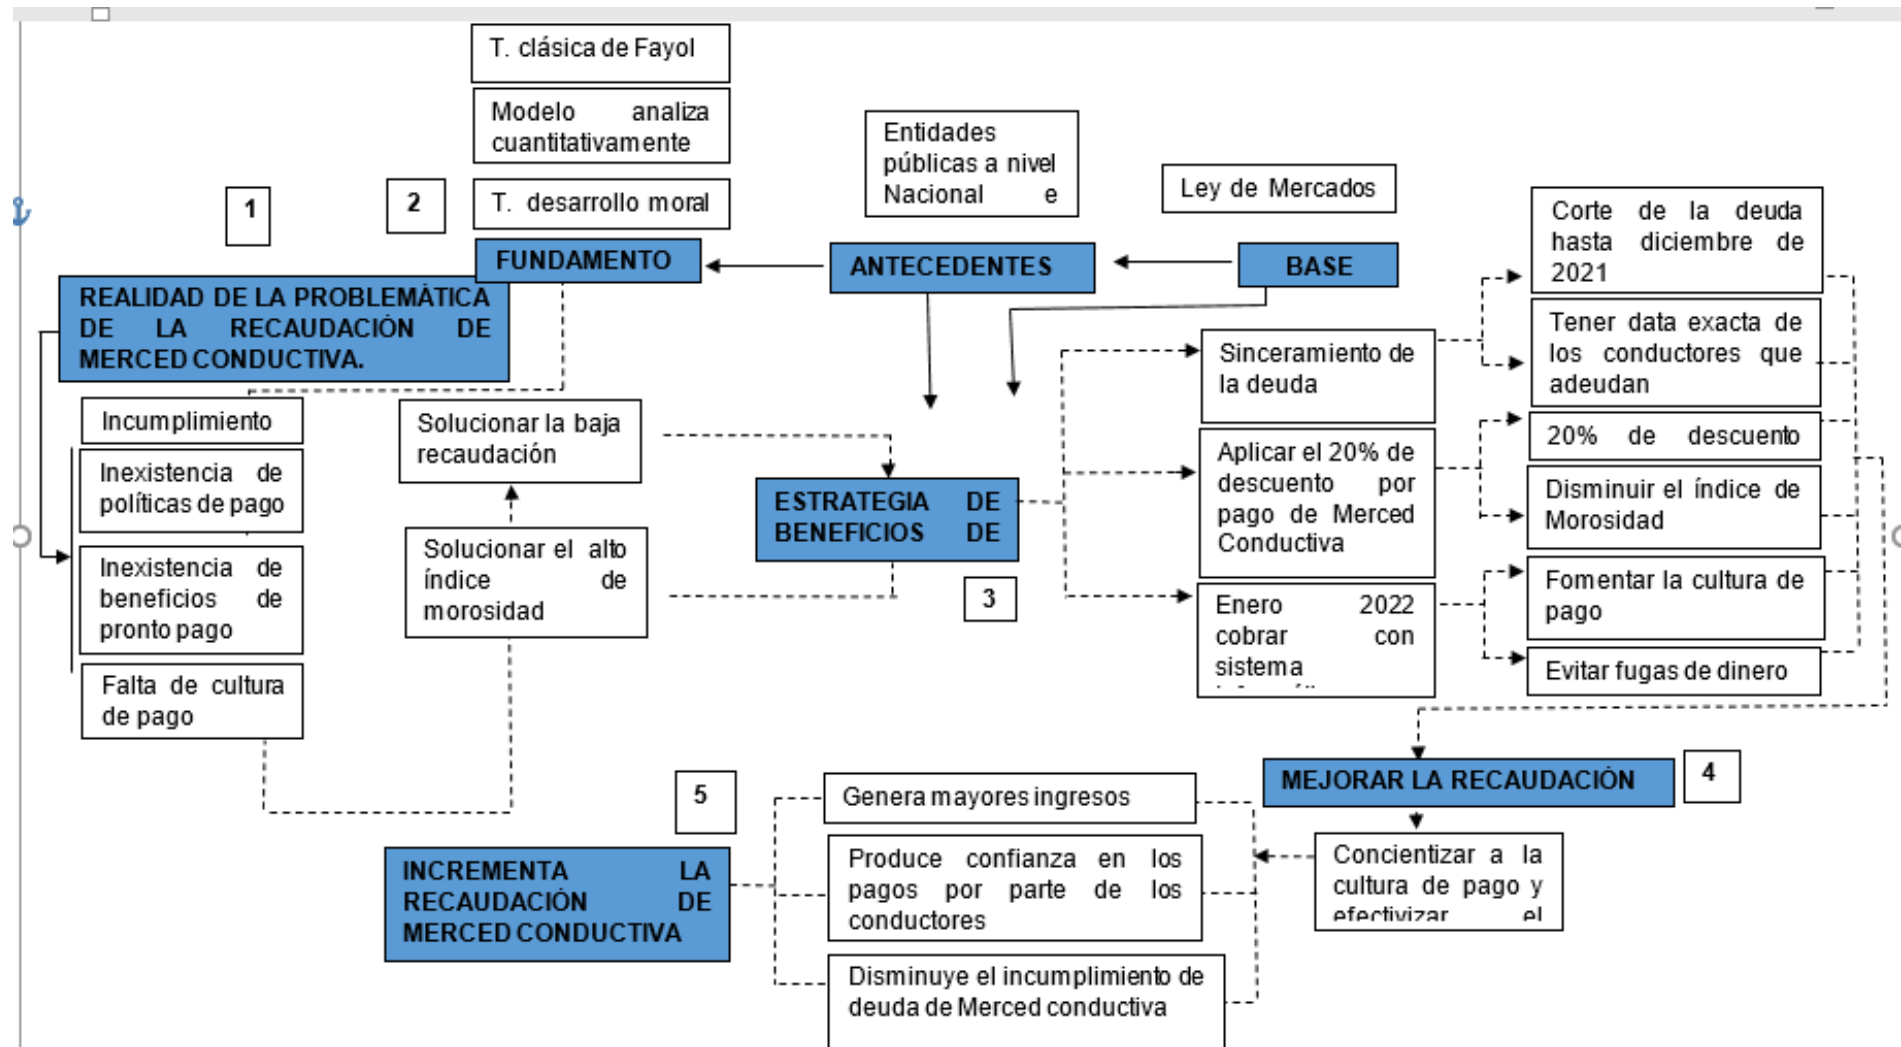 T. clásica de Fayol
Modelo analiza
cuantitativamente
T. desarrollo moral
1
2
FUNDAMENTO
Entidades
públicas a nivel
Nacional e
ANTECEDENTES
Ley de Mercados
BASE
REALIDAD DE LA PROBLEMÁTICA
DE LA RECAUDACIÓN DE
MERCED CONDUCTIVA.
Incumplimiento
Inexistencia de
políticas de pago
Inexistencia de
beneficios de
pronto pago
Falta de cultura
de pago
Solucionar la baja
recaudación
Solucionar el alto
índice de
morosidad
ESTRATEGIA DE
BENEFICIOS DE
3
Sinceramiento de
la deuda
Aplicar el 20% de
descuento por
pago de Merced
Conductiva
Enero 2022
cobrar con
sistema
Corte de la deuda
hasta diciembre de
2021
Tener data exacta de
los conductores que
adeudan
20% de descuento
Disminuir el índice de
Morosidad
Fomentar la cultura de
pago
Evitar fugas de dinero
MEJORAR LA RECAUDACIÓN
4
Concientizar a la
cultura de pago y
efectivizar el
Genera mayores ingresos
Produce confianza en los
pagos por parte de los
conductores
Disminuye el incumplimiento de
deuda de Merced conductiva
5
INCREMENTA LA
RECAUDACIÓN DE
MERCED CONDUCTIVA